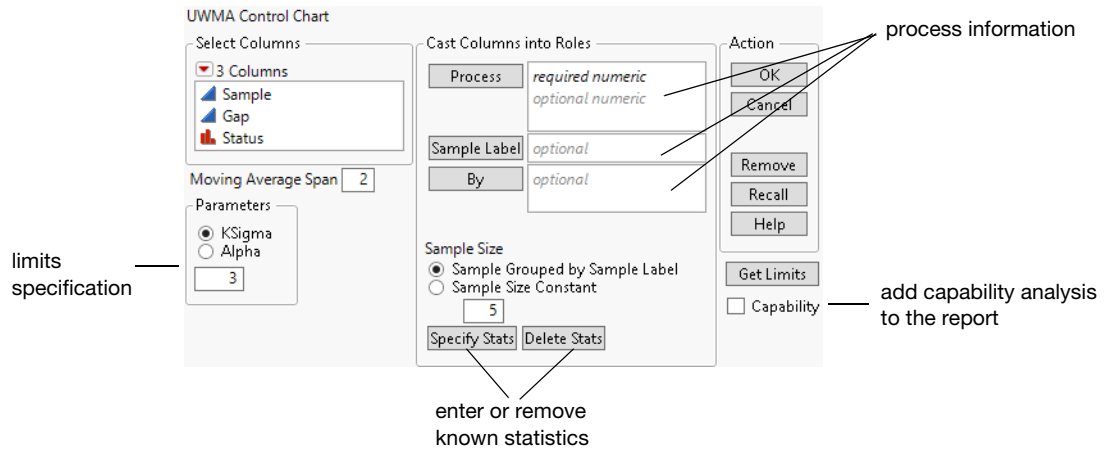 UWMA Control Chart
Select Columns
3 Columns
Sample
Gap
Status
Moving Average Span 2
Parameters
KSigma
Alpha
3
limits
specification
Cast Columns into Roles
Process
required numeric
optional numeric
Sample Label
optional
By
optional
Sample Size
Sample Grouped by Sample Label
Sample Size Constant
5
Specify Stats
Delete Stats
enter or remove
known statistics
Action
OK
Cancel
Remove
Recall
Help
Get Limits
Capability
process information
add capability analysis
to the report